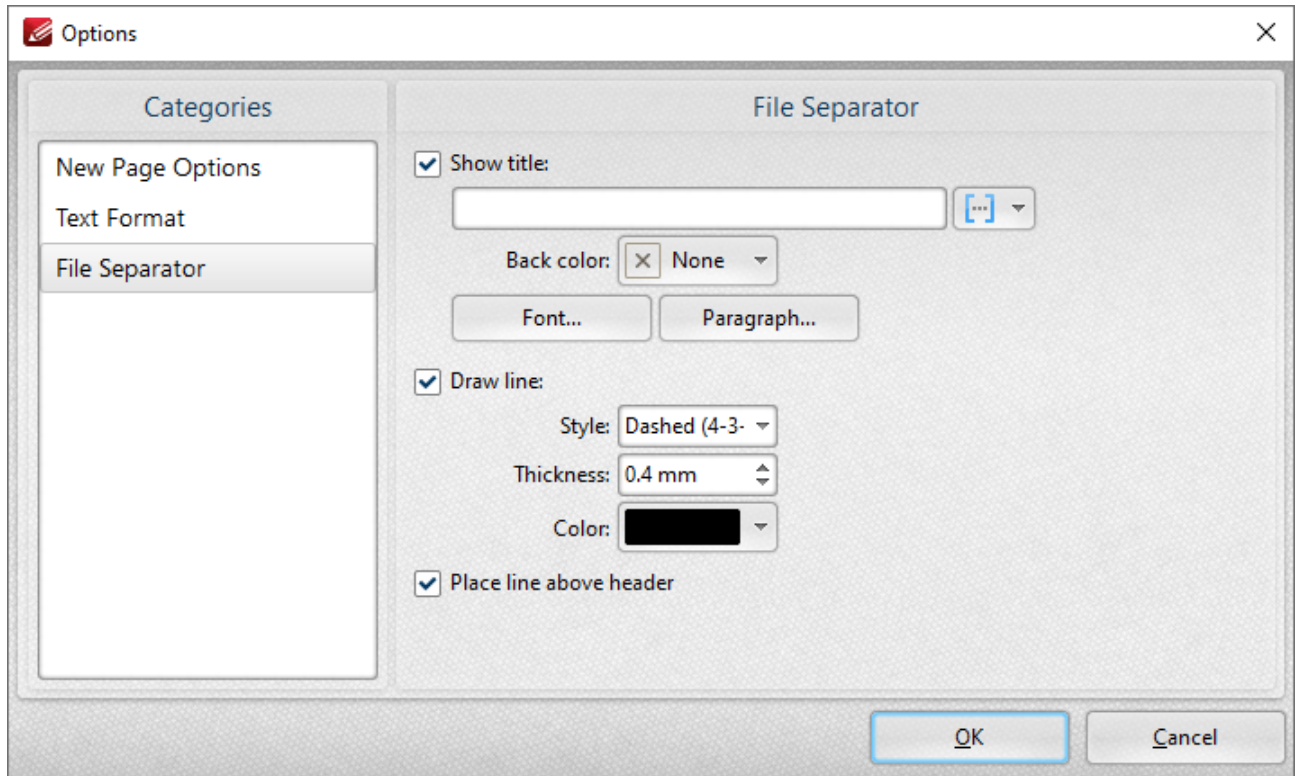 Options
Categories
File Separator
New Page Options
Text Format
File Separator
Show title:
Back color: None
Font... Paragraph...
Draw line:
Style: Dashed (4-3-
Thickness: 0.4 mm
Color:
Place line above header
OK Cancel